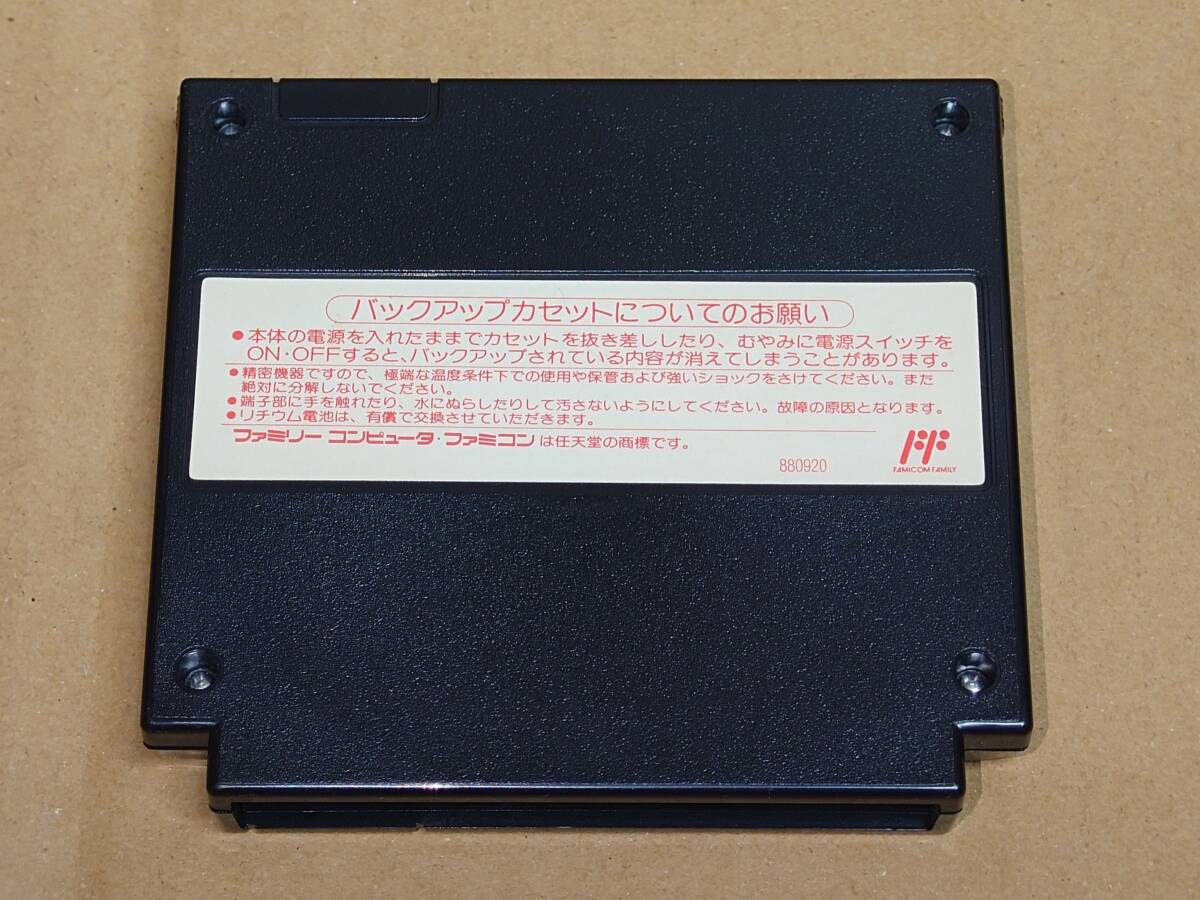 バックアップカセットについてのお願い
●本体の電源を入れたままでカセットを抜き差ししたり、むやみに電源スイッチを
ON・OFFすると、バックアップされている内容が消えてしまうことがあります。
●精密機器ですので、極端な温度条件下での使用や保管および強いショックをさけてください。また
絶対に分解しないでください。
●端子部に手を触れたり、水にぬらしたりして汚さないようにしてください。故障の原因となります。
●リチウム電池は、有償で交換させていただきます。
ファミリー コンピュータ・ファミコン は任天堂の商標です。
880920
FAMICOM FAMILY